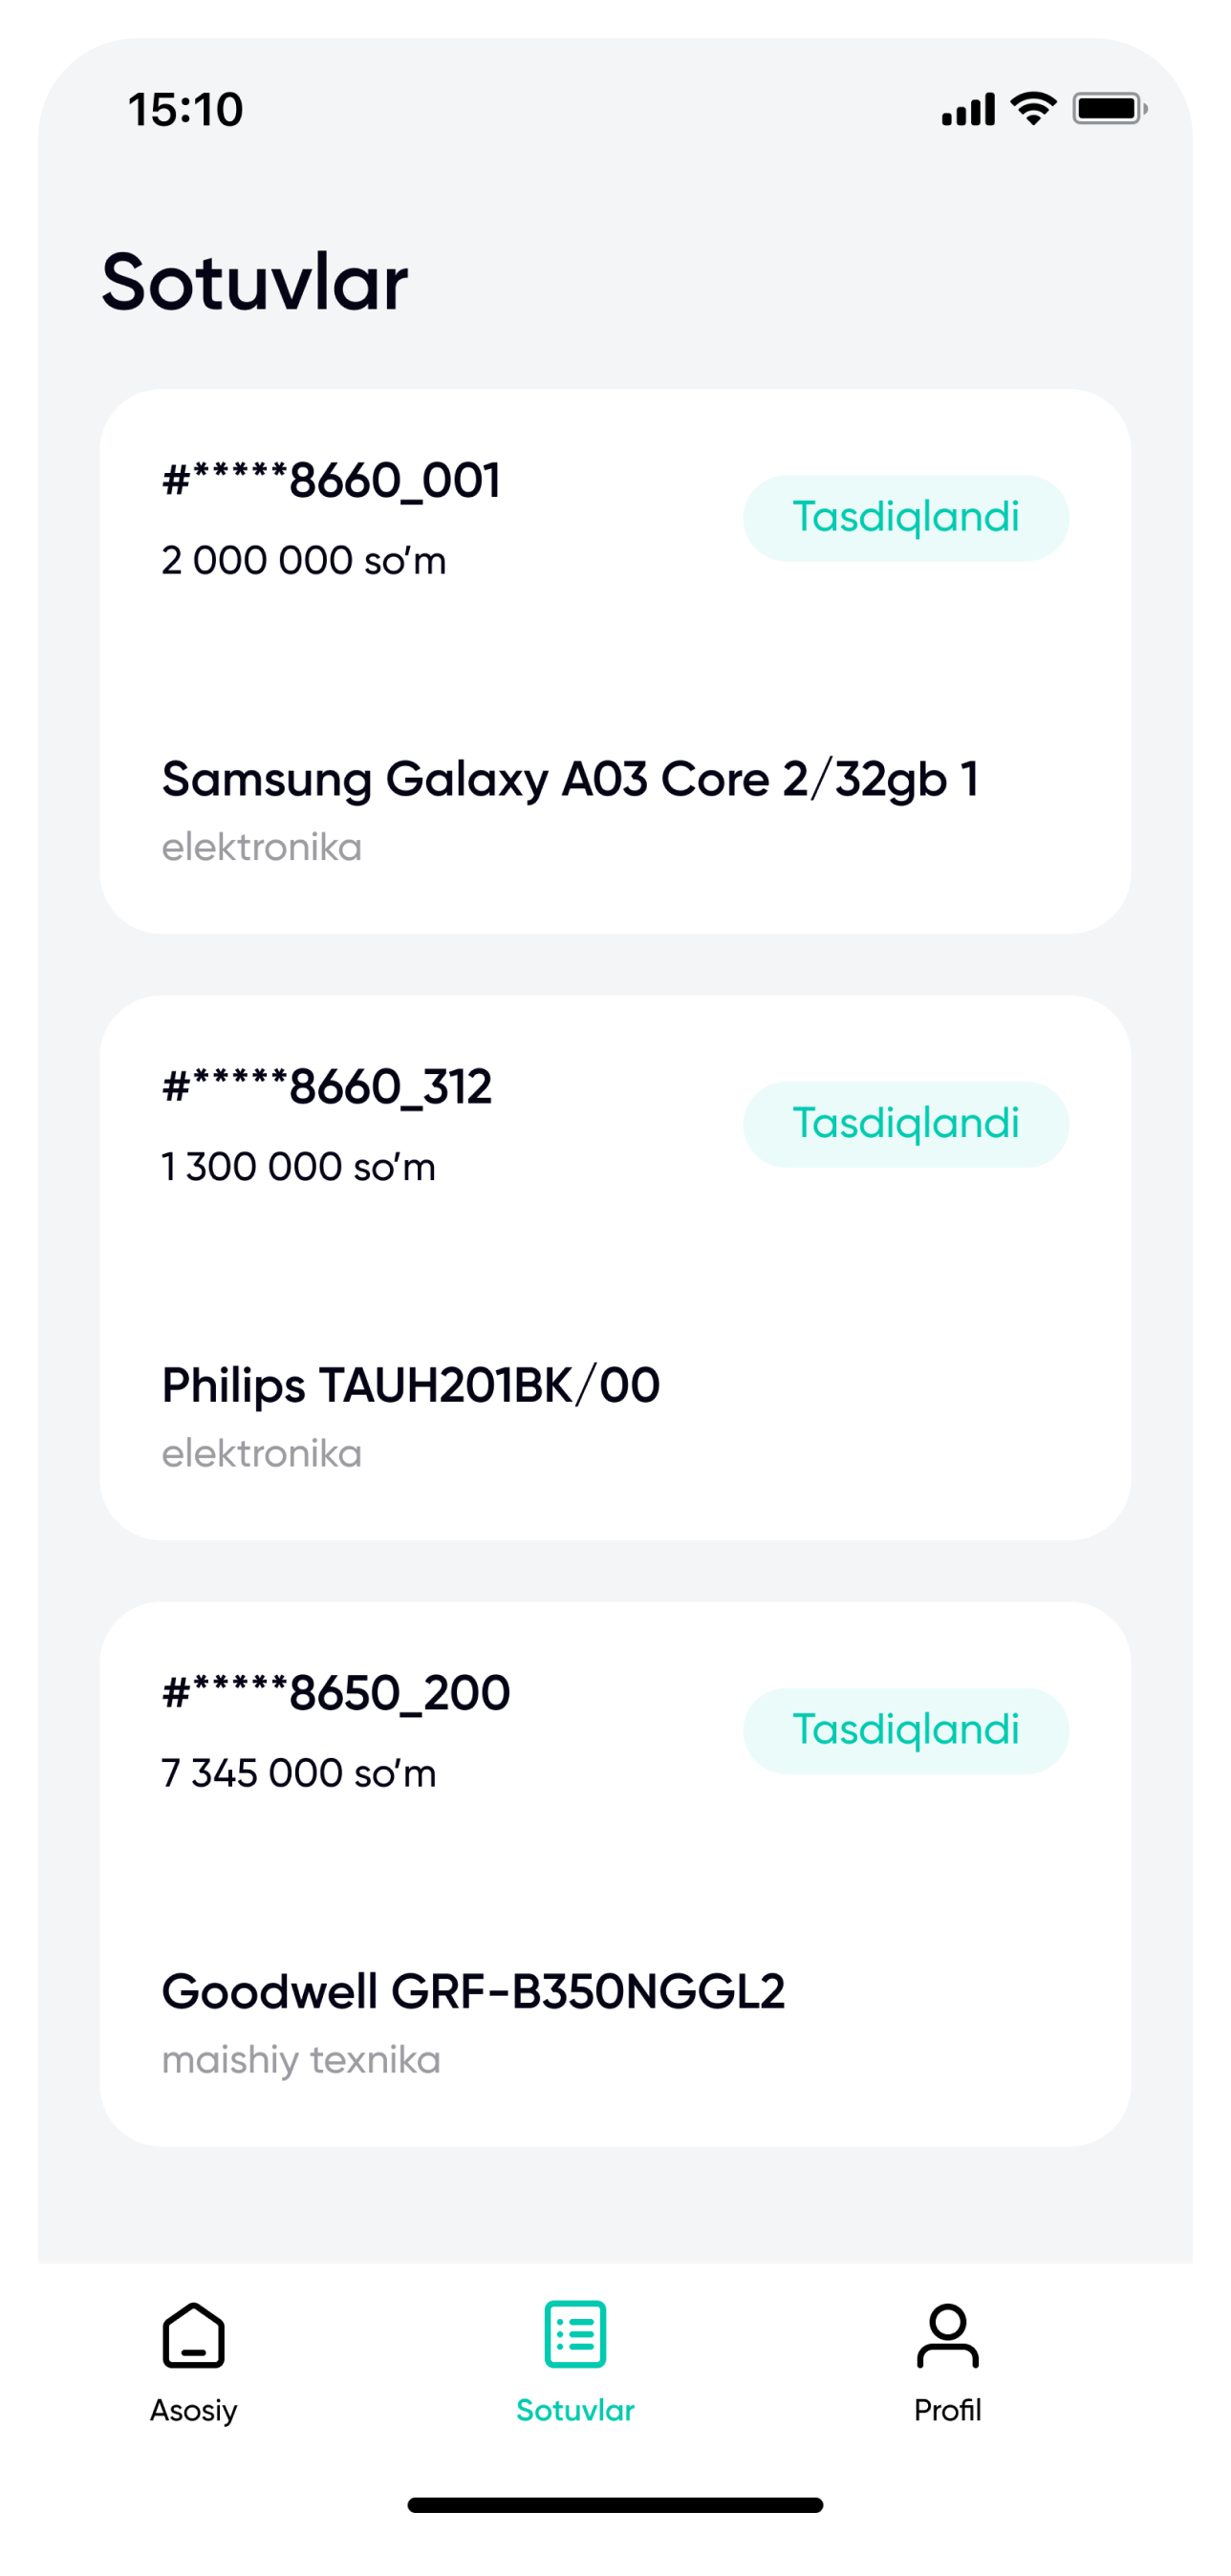 15:10
Sotuvlar
#*****8660_001
Tasdiqlandi
2 000 000 so‘m
Samsung Galaxy A03 Core 2/32gb 1
elektronika
#*****8660_312
Tasdiqlandi
1 300 000 so‘m
Philips TAUH201BK/00
elektronika
#*****8650_200
Tasdiqlandi
7 345 000 so‘m
Goodwell GRF-B350NGGL2
maishiy texnika
Asosiy
Sotuvlar
Profil